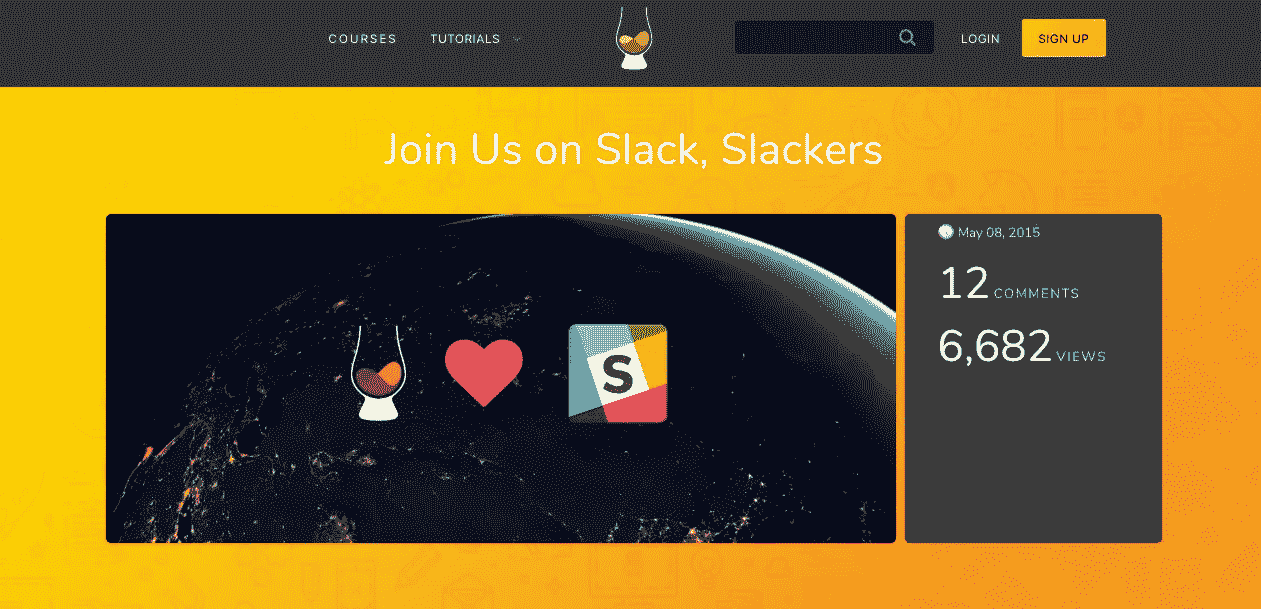 COURSES TUTORIALS LOGIN SIGN UP
Join Us on Slack, Slackers
S
May 08, 2015
12 COMMENTS
6,682 VIEWS